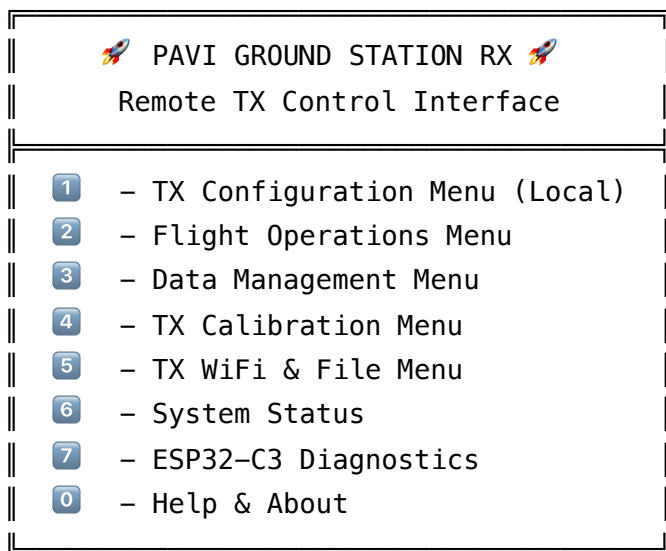 🚀 PAVI GROUND STATION RX 🚀
Remote TX Control Interface
1️⃣ – TX Configuration Menu (Local)
2️⃣ – Flight Operations Menu
3️⃣ – Data Management Menu
4️⃣ – TX Calibration Menu
5️⃣ – TX WiFi & File Menu
6️⃣ – System Status
7️⃣ – ESP32–C3 Diagnostics
0️⃣ – Help & About